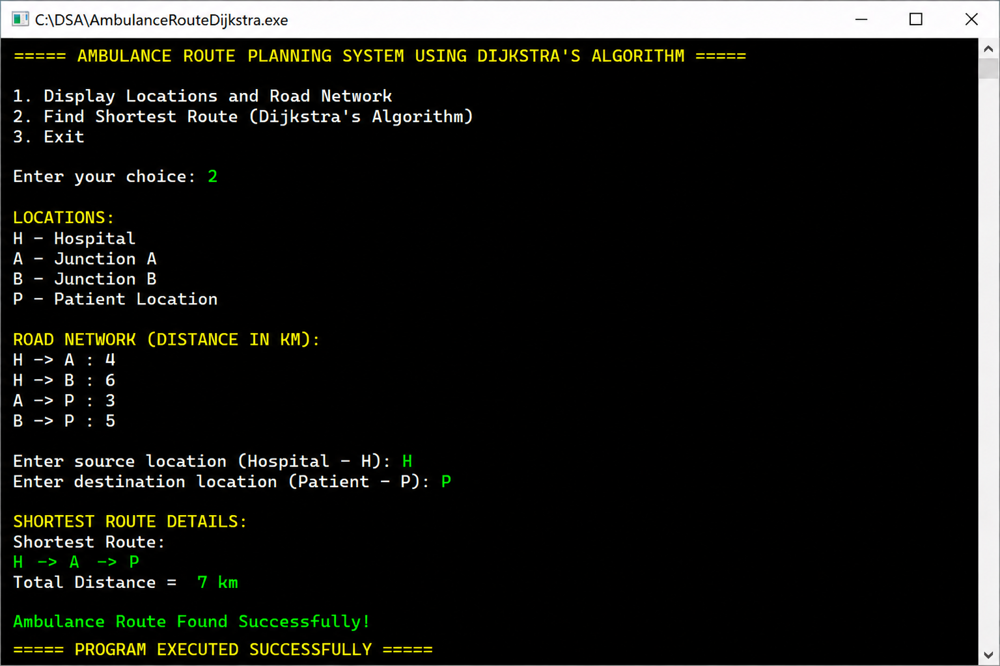 C:\DSA\AmbulanceRouteDijkstra.exe
===== AMBULANCE ROUTE PLANNING SYSTEM USING DIJKSTRA'S ALGORITHM =====
1. Display Locations and Road Network
2. Find Shortest Route (Dijkstra's Algorithm)
3. Exit
Enter your choice: 2
LOCATIONS:
H - Hospital
A - Junction A
B - Junction B
P - Patient Location
ROAD NETWORK (DISTANCE IN KM):
H -> A : 4
H -> B : 6
A -> P : 3
B -> P : 5
Enter source location (Hospital - H): H
Enter destination location (Patient - P): P
SHORTEST ROUTE DETAILS:
Shortest Route:
H -> A -> P
Total Distance = 7 km
Ambulance Route Found Successfully!
===== PROGRAM EXECUTED SUCCESSFULLY =====